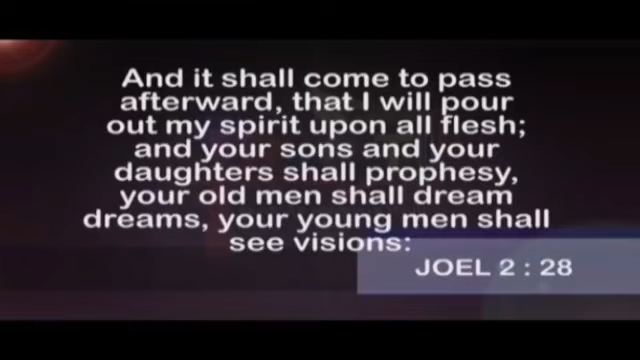 And it shall come to pass
afterward, that I will pour
out my spirit upon all flesh;
and your sons and your
daughters shall prophesy,
your old men shall dream
dreams, your young men shall
see visions:
JOEL 2 : 28